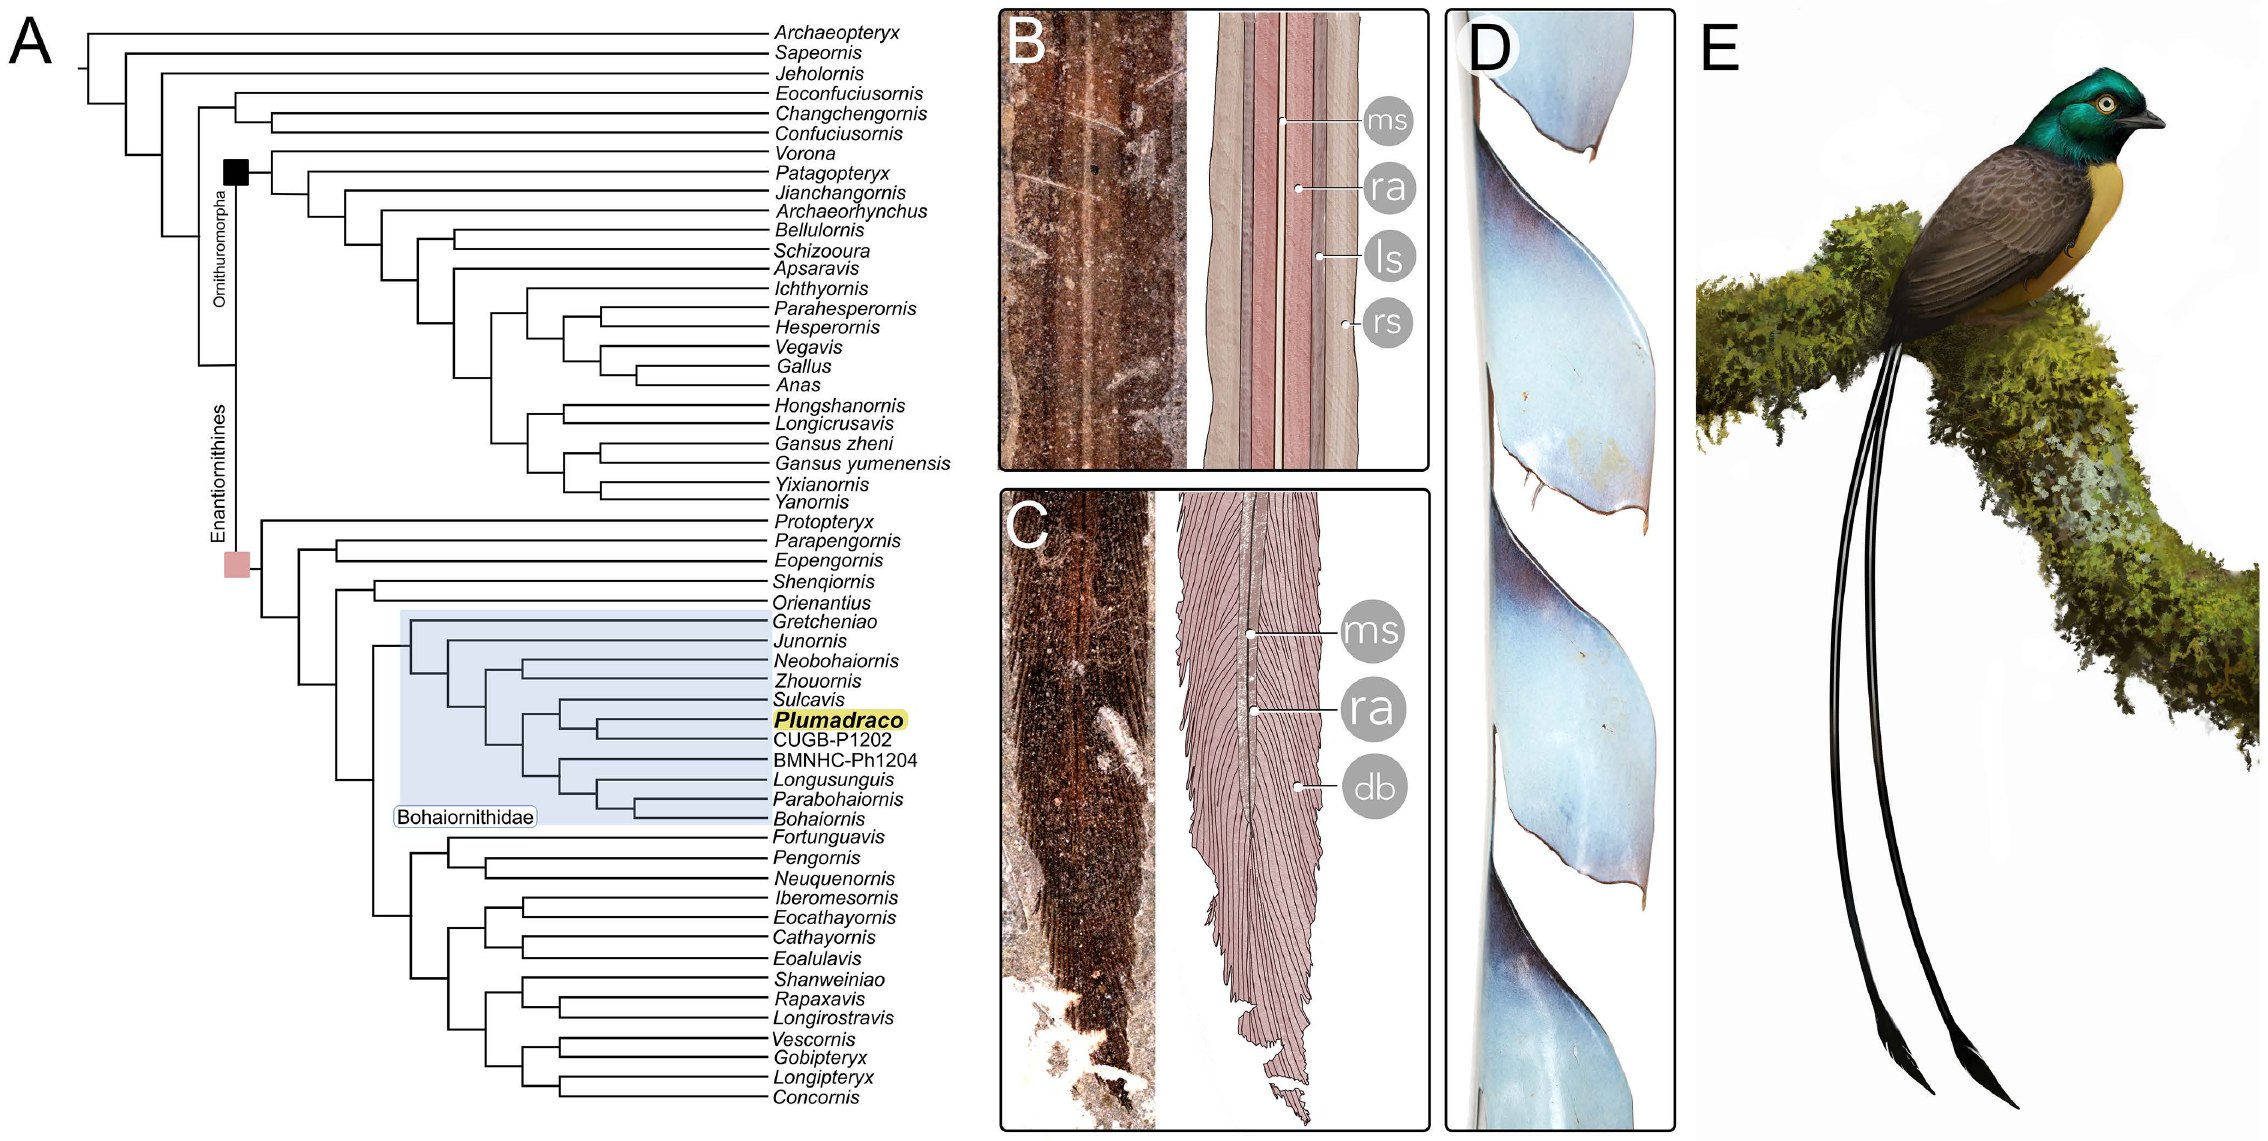 A
Archaeopteryx
Sapeornis
Jeholornis
Eoconfuciusornis
Changchengornis
Confuciusornis
Vorona
Patagopteryx
Jianchangornis
Archaeorhynchus
Bellulornis
Schizooura
Apsaravis
Ichthyornis
Parahesperornis
Hesperornis
Vegavis
Gallus
Anas
Hongshanornis
Longicrusavis
Gansus zheni
Gansus yumenensis
Yixianornis
Yanornis
Protopteryx
Parapengornis
Eopengornis
Shenqiornis
Orienantius
Gretcheniao
Junornis
Neobohaiornis
Zhouornis
Sulcavis
Plumadraco
CUGB-P1202
BMNHC-Ph1204
Longusunguis
Parabohaiornis
Bohaiornis
Fortunguavis
Pengornis
Neuquenornis
Iberomesornis
Eocathayornis
Cathayornis
Eoalulavis
Shanweiniao
Rapaxavis
Longirostravis
Vescornis
Gobipteryx
Longipteryx
Concornis
Ornithuromorpha
Enantiornithines
Bohaiornithidae
B
ms
ra
ls
rs
C
ms
ra
db
D
E